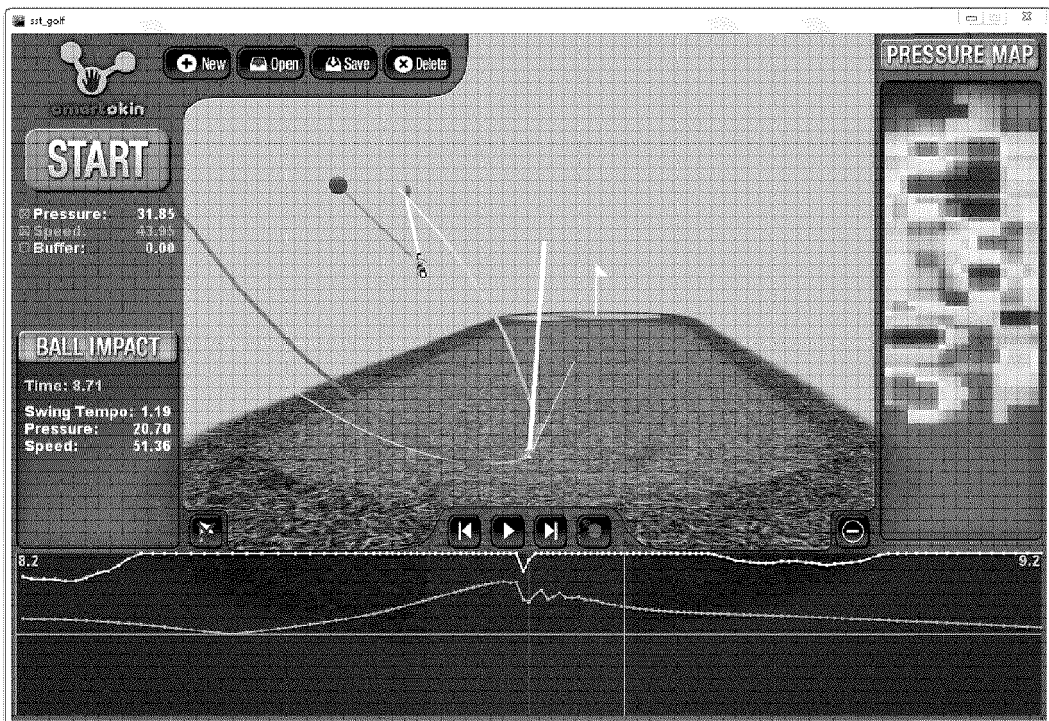 sst_golf
New Open Save Delete
PRESSURE MAP
START
Pressure: 31.85
Speed: 43.95
Buffer: 0.00
BALL IMPACT
Time: 8.71
Swing Tempo: 1.19
Pressure: 20.70
Speed: 51.36
8.2 9.2